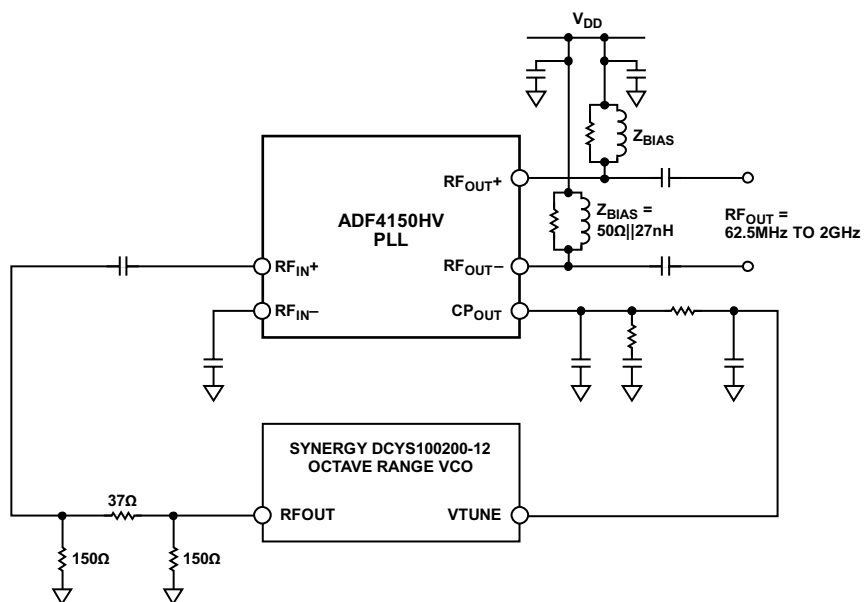 V_DD
Z_BIAS
RF_OUT+
ADF4150HV
PLL
Z_BIAS =
50Ω||27nH
RF_OUT =
62.5MHz TO 2GHz
RF_IN+
RF_OUT–
RF_IN–
CP_OUT
SYNERGY DCYS100200-12
OCTAVE RANGE VCO
37Ω
RFOUT
VTUNE
150Ω
150Ω